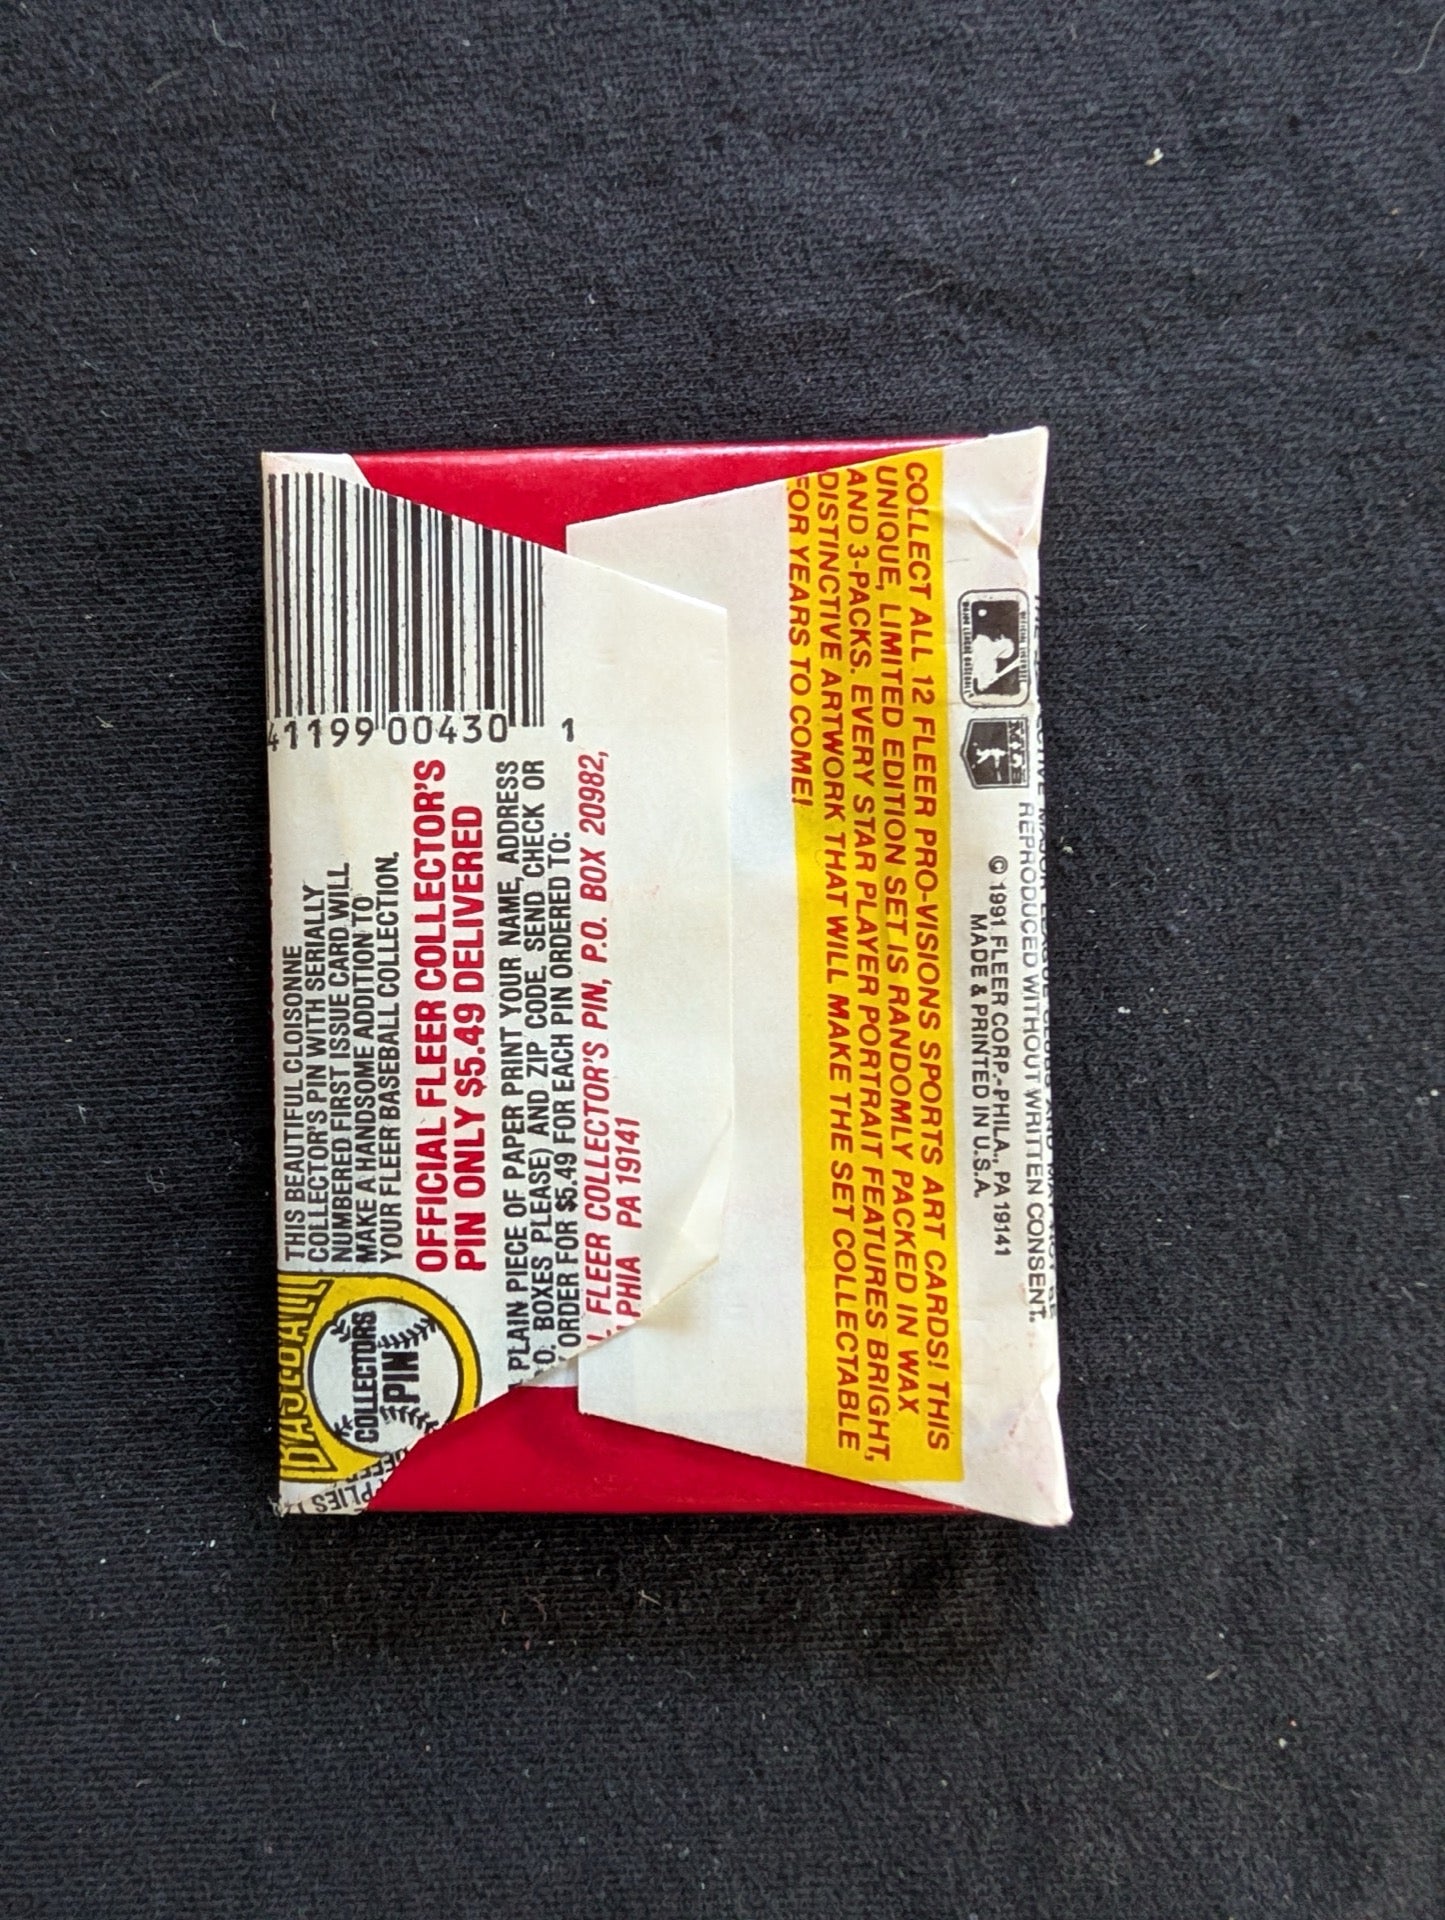 41199 00430 1
THIS BEAUTIFUL CLOISONNE
COLLECTOR'S PIN WITH SERIALLY
NUMBERED FIRST ISSUE CARD WILL
MAKE A HANDSOME ADDITION TO
YOUR FLEER BASEBALL COLLECTION.
OFFICIAL FLEER COLLECTOR'S
PIN ONLY $5.49 DELIVERED
PLAIN PIECE OF PAPER PRINT YOUR NAME, ADDRESS
O. BOXES PLEASE) AND ZIP CODE. SEND CHECK OR
ORDER FOR $5.49 FOR EACH PIN ORDERED TO:
FLEER COLLECTOR'S PIN, P.O. BOX 20982,
PHIA PA 19141
BASEBALL
COLLECTORS
PIN
COLLECT ALL 12 FLEER PRO-VISIONS SPORTS ART CARDS! THIS
UNIQUE, LIMITED EDITION SET IS RANDOMLY PACKED IN WAX
AND 3-PACKS. EVERY STAR PLAYER PORTRAIT FEATURES BRIGHT,
DISTINCTIVE ARTWORK THAT WILL MAKE THE SET COLLECTABLE
FOR YEARS TO COME!
REPRODUCED WITHOUT WRITTEN CONSENT.
© 1991 FLEER CORP., PHILA., PA 19141
MADE & PRINTED IN U.S.A.